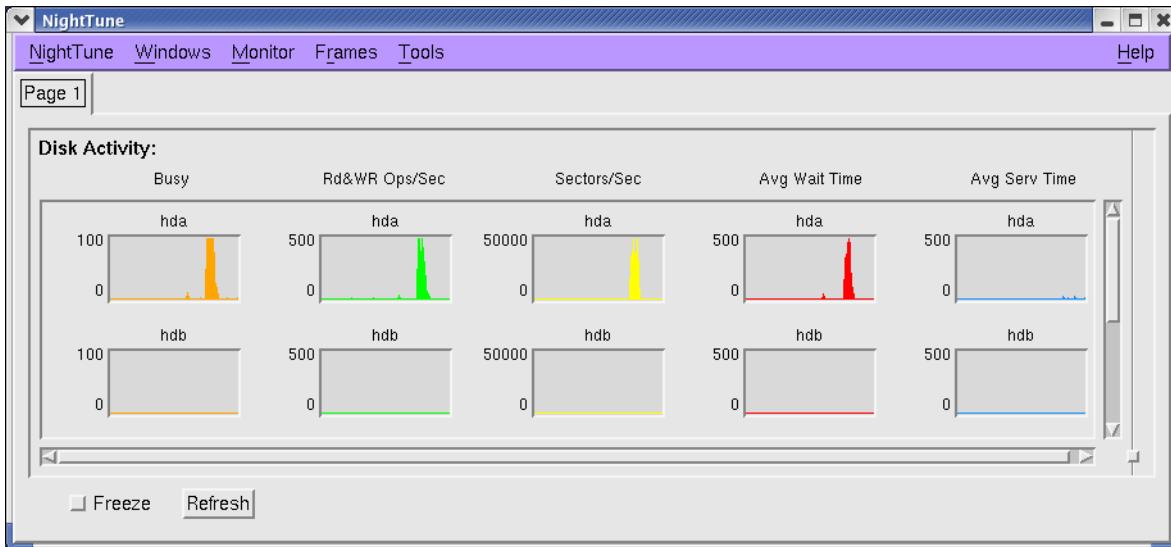 NightTune
NightTune Windows Monitor Frames Tools Help
Page 1
Disk Activity:
Busy Rd&WR Ops/Sec Sectors/Sec Avg Wait Time Avg Serv Time
hda hda hda hda hda
100 500 50000 500 500
0 0 0 0 0
hdb hdb hdb hdb hdb
100 500 50000 500 500
0 0 0 0 0
Freeze Refresh